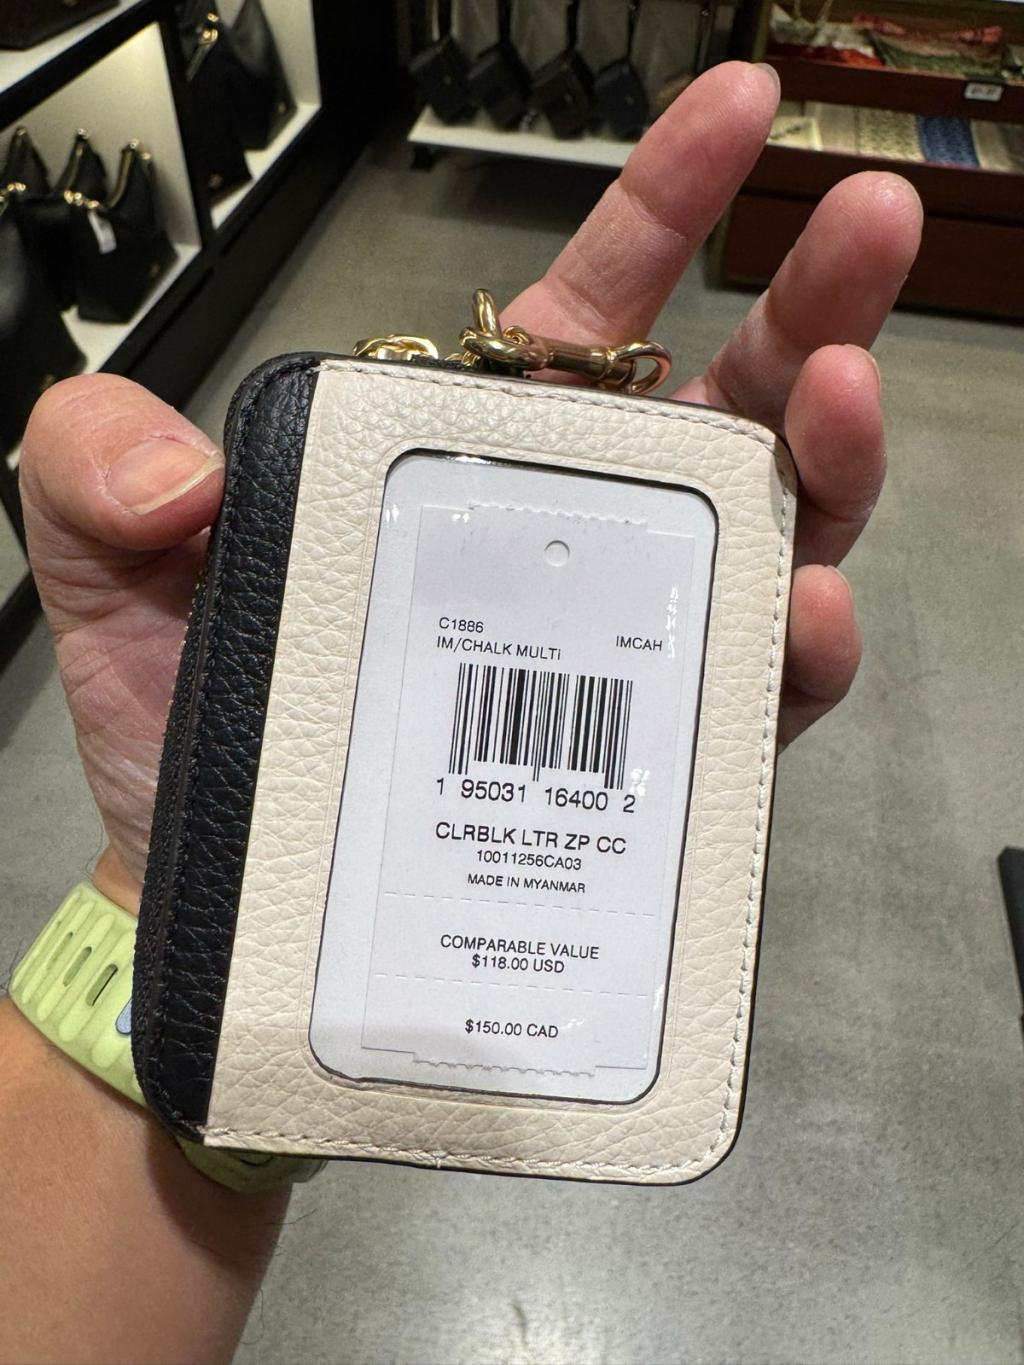 C1886
IM/CHALK MULTI
IMCAH
1 95031 16400 2
CLRBLK LTR ZP CC
10011256CA03
MADE IN MYANMAR
COMPARABLE VALUE
$118.00 USD
$150.00 CAD